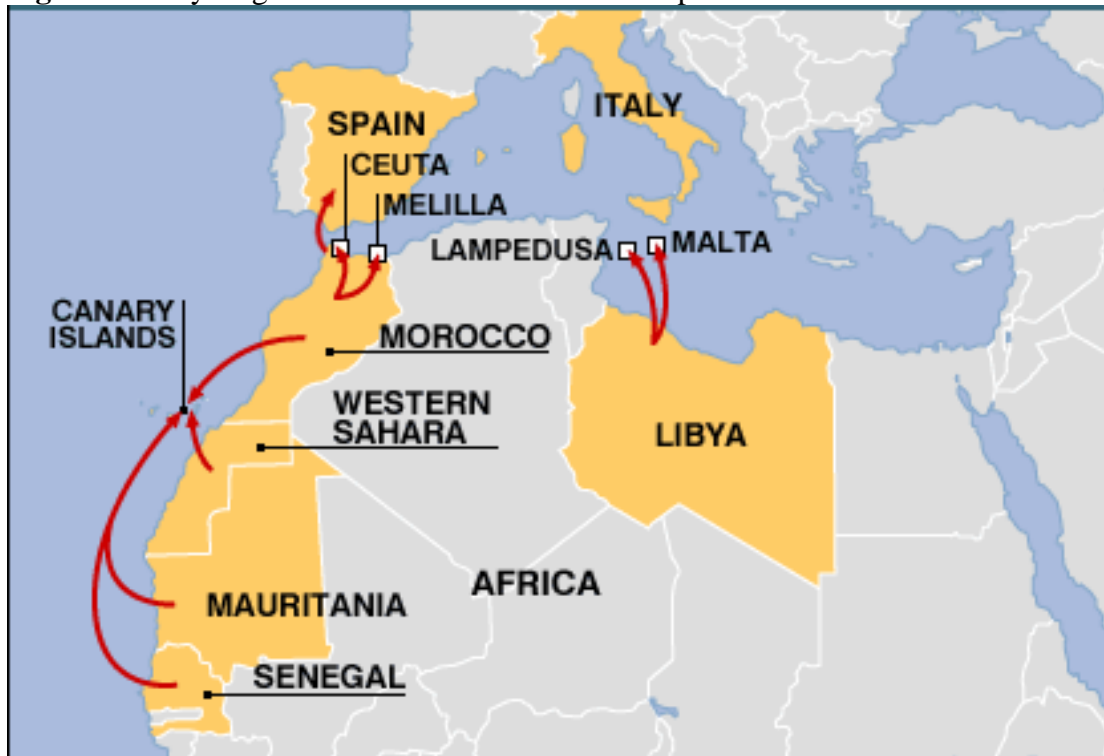 SPAIN
ITALY
CEUTA
MELILLA
LAMPEDUSA
MALTA
CANARY
ISLANDS
MOROCCO
WESTERN
SAHARA
LIBYA
AFRICA
MAURITANIA
SENEGAL